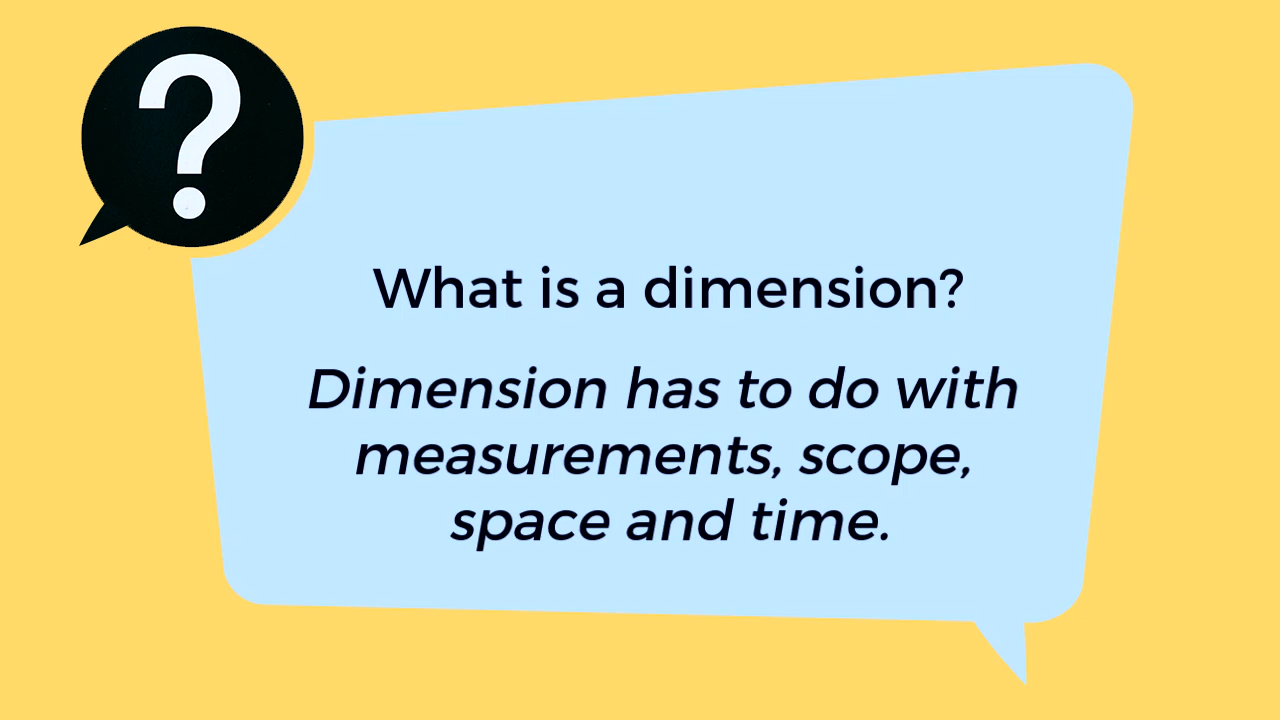 ?
What is a dimension?
Dimension has to do with
measurements, scope,
space and time.